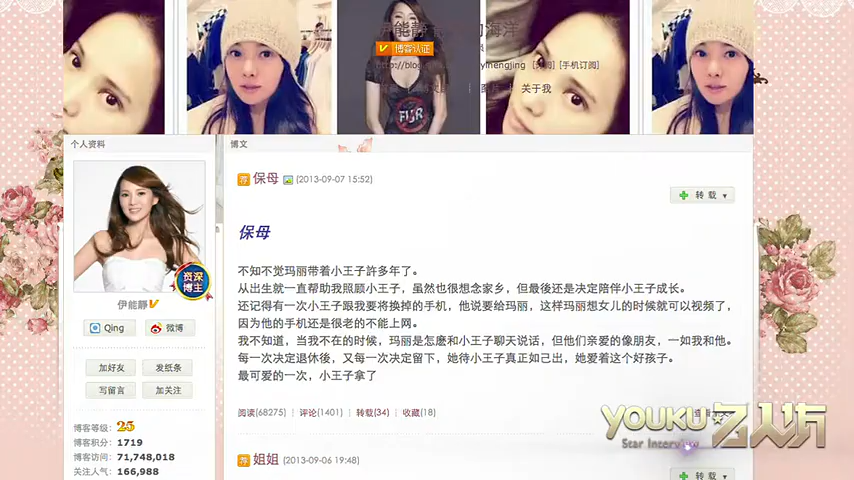 伊能静
博客认证
[订阅] [手机订阅]
关于我
个人资料
博文
保母 (2013-09-07 15:52)
转载
保母
不知不觉玛丽带着小王子許多年了。
从出生就一直帮助我照顾小王子，虽然也很想念家乡，但最後还是决定陪伴小王子成长。
还记得有一次小王子跟我要将换掉的手机，他说要给玛丽，这样玛丽想女儿的时候就可以视频了，
因为他的手机还是很老的不能上网。
我不知道，当我不在的时候，玛丽是怎麽和小王子聊天说话，但他们亲爱的像朋友，一如我和他。
每一次决定退休後，又每一次决定留下，她待小王子真正如己出，她爱着这个好孩子。
最可爱的一次，小王子拿了
阅读(68275) ┆ 评论(1401) ┆ 转载(34) ┆ 收藏(18)
资深
博主
伊能静
Qing 微博
加好友 发纸条
写留言 加关注
博客等级：25
博客积分：1719
博客访问：71,748,018
关注人气：166,988
姐姐 (2013-09-06 19:48)
转载
YOUKU名人坊
Star Interview